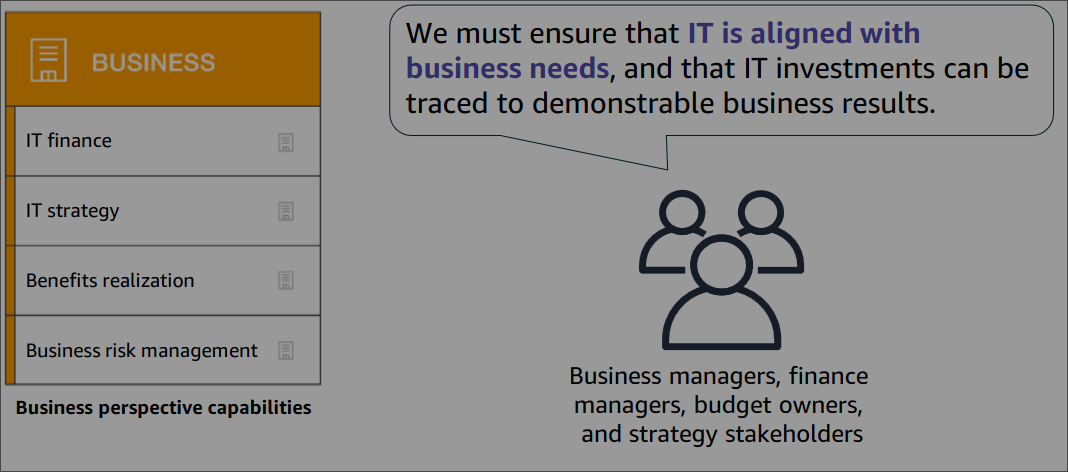 BUSINESS
IT finance
IT strategy
Benefits realization
Business risk management
Business perspective capabilities
We must ensure that IT is aligned with
business needs, and that IT investments can be
traced to demonstrable business results.
Business managers, finance
managers, budget owners,
and strategy stakeholders